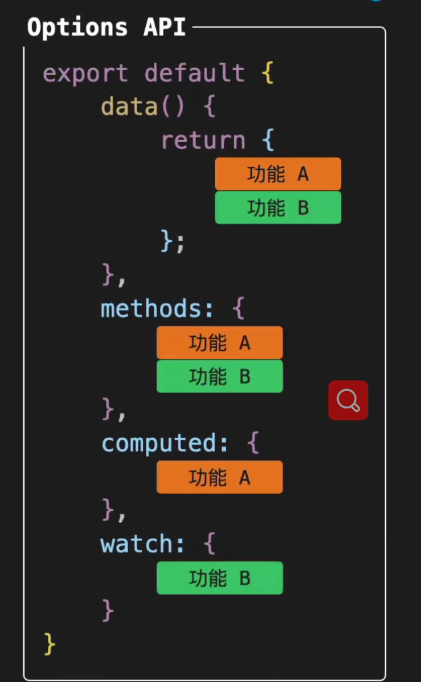 Options API
export default {
data() {
return {
功能 A
功能 B
};
},
methods: {
功能 A
功能 B
},
computed: {
功能 A
},
watch: {
功能 B
}
}